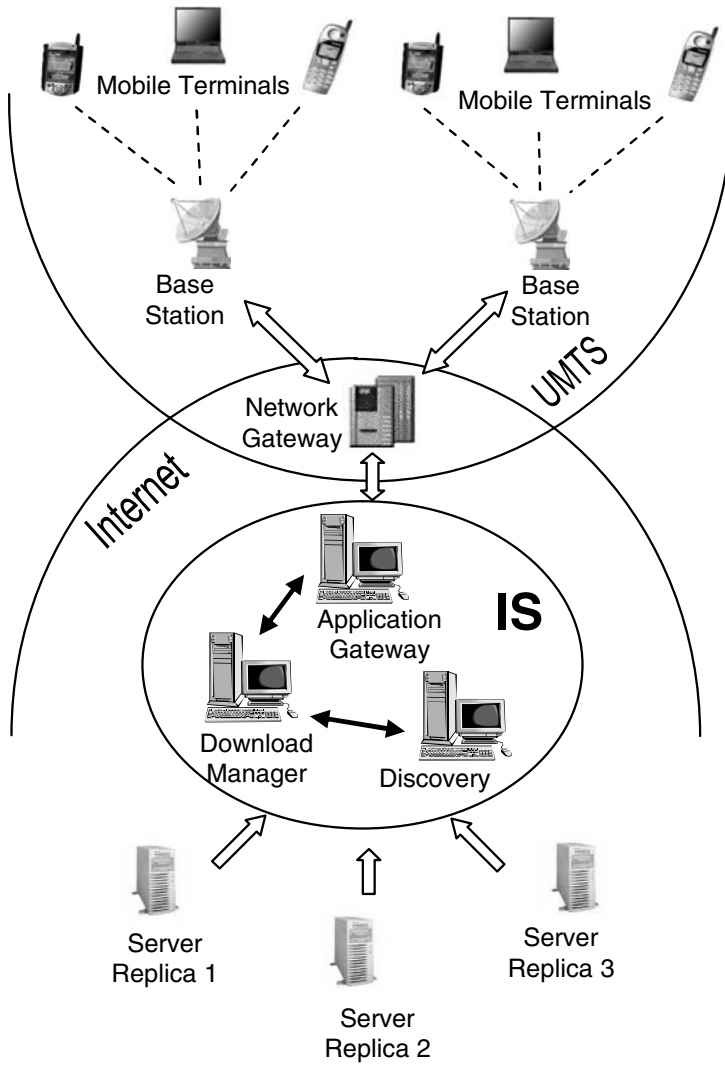 Mobile Terminals
Mobile Terminals
Base
Station
Base
Station
UMTS
Network
Gateway
Internet
IS
Application
Gateway
Download
Manager
Discovery
Server
Replica 1
Server
Replica 2
Server
Replica 3